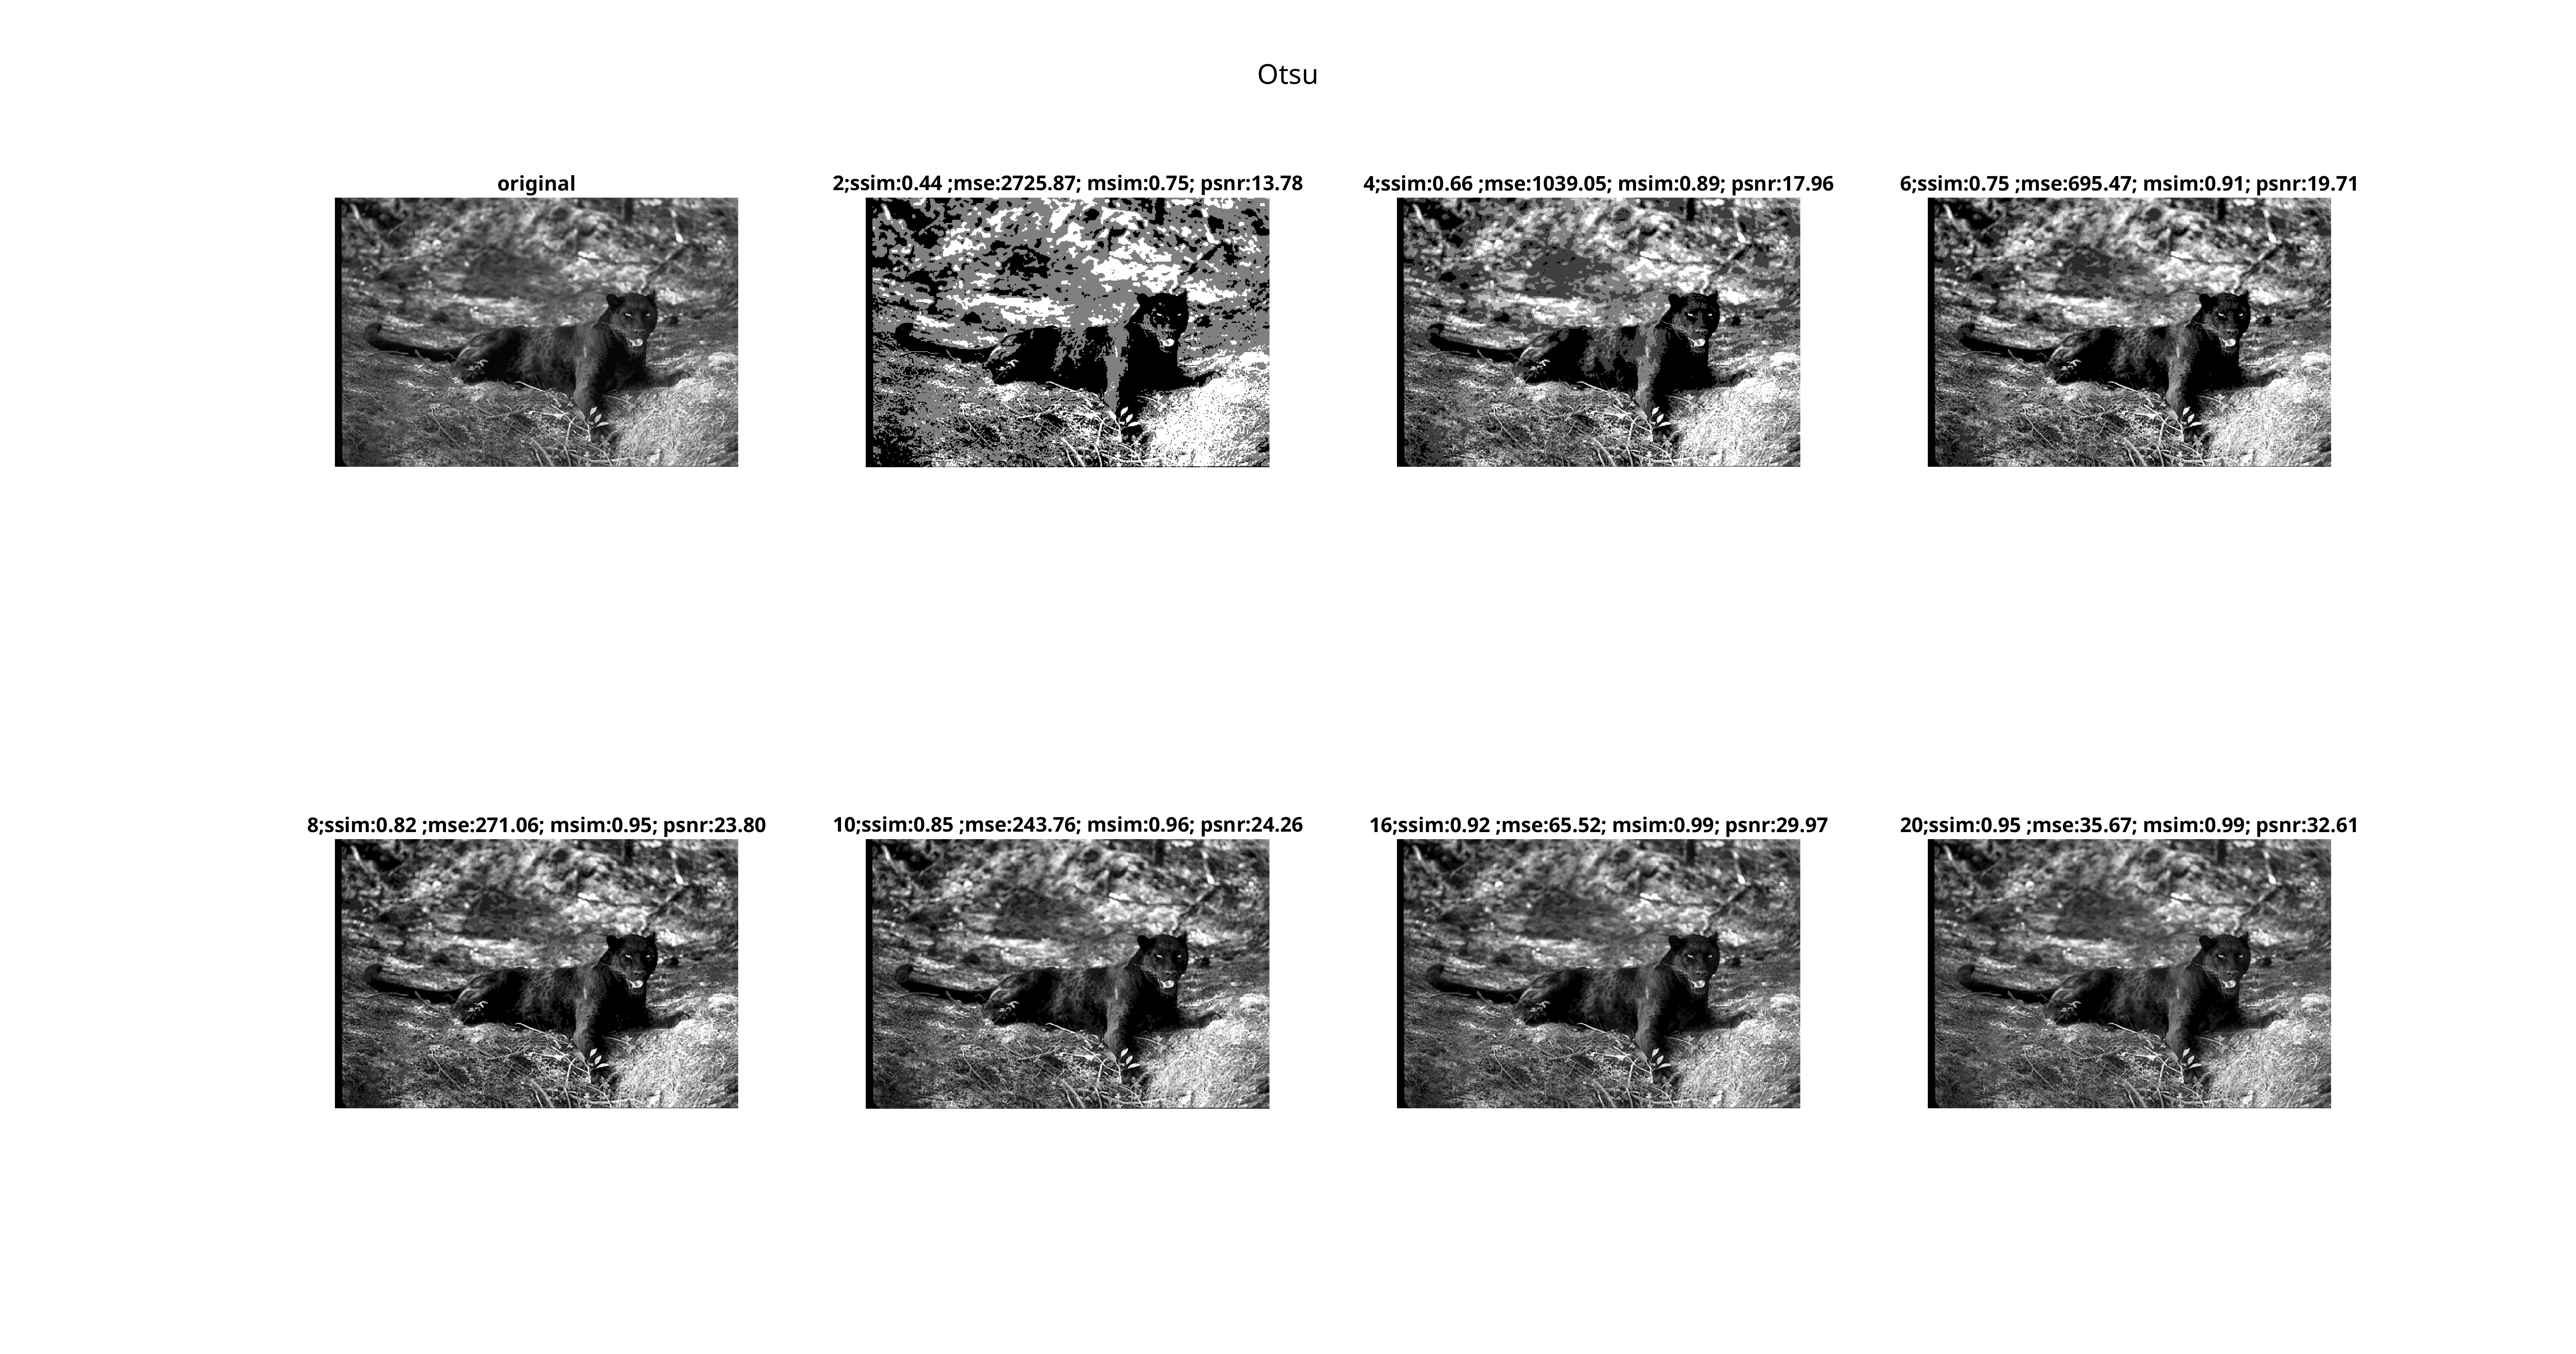 Otsu
original
2;ssim:0.44 ;mse:2725.87; msim:0.75; psnr:13.78
4;ssim:0.66 ;mse:1039.05; msim:0.89; psnr:17.96
6;ssim:0.75 ;mse:695.47; msim:0.91; psnr:19.71
8;ssim:0.82 ;mse:271.06; msim:0.95; psnr:23.80
10;ssim:0.85 ;mse:243.76; msim:0.96; psnr:24.26
16;ssim:0.92 ;mse:65.52; msim:0.99; psnr:29.97
20;ssim:0.95 ;mse:35.67; msim:0.99; psnr:32.61